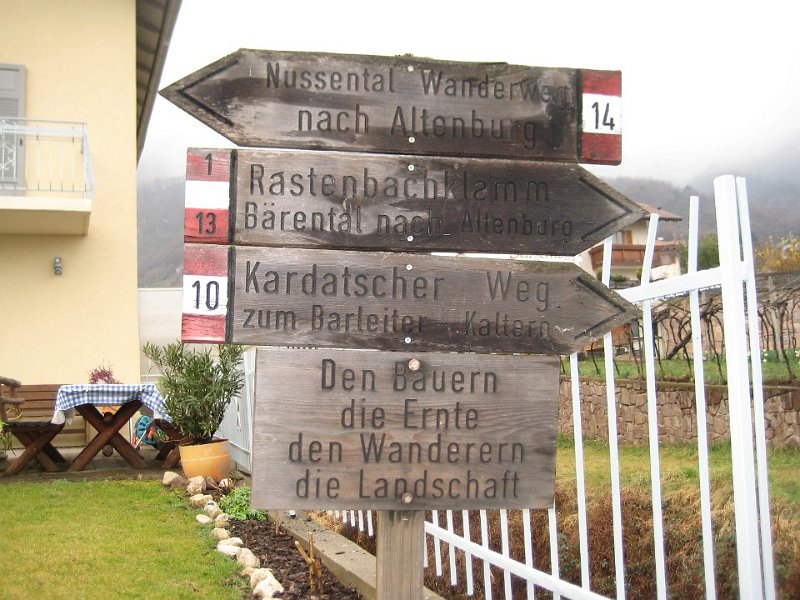 Nussental Wanderweg
nach Altenburg
14
1
13
Rastenbachklamm
Bärental nach Altenburg
10
Kardatscher Weg
zum Barleiter - Kaltern
Den Bauern
die Ernte
den Wanderern
die Landschaft